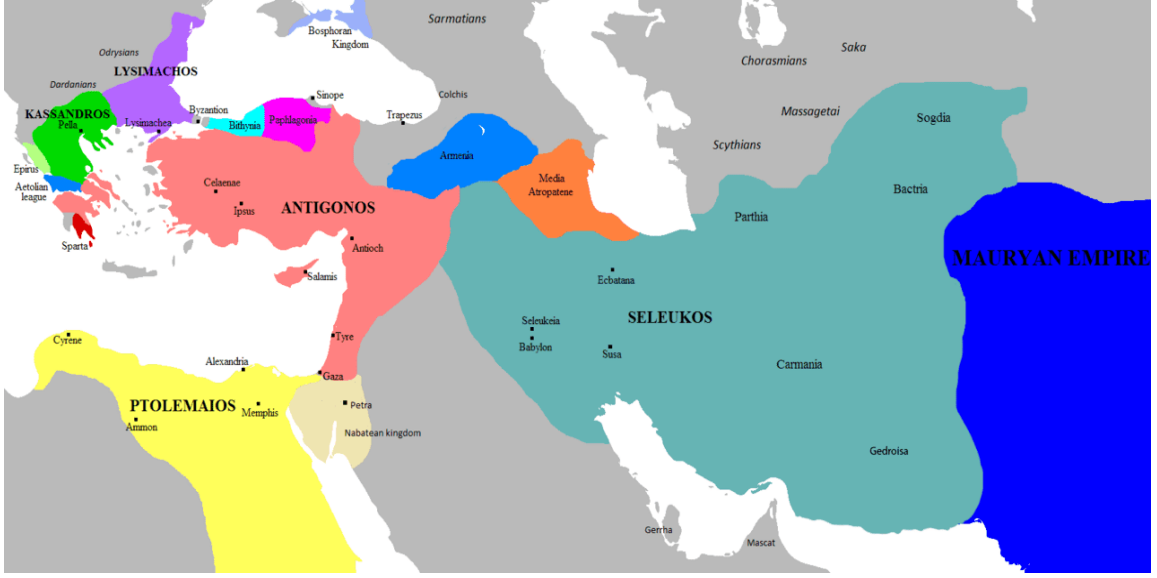 Sarmatians
Bosphoran
Kingdom
Saka
Odrysians
Chorasmians
LYSIMACHOS
Dardanians
Colchis
Sinope
Massagetai
KASSANDROS
Byzantion
Trapezus
Sogdia
Pella
Lysimachea
Bithynia
Paphlagonia
Scythians
Armenia
Epirus
Media
Atropatene
Aetolian
league
Celaenae
Bactria
Ipsus
ANTIGONOS
Parthia
Sparta
Antioch
MAURYAN EMPIRE
Salamis
Ecbatana
Seleukeia
SELEUKOS
Cyrene
Tyre
Babylon
Susa
Alexandria
Carmania
Gaza
PTOLEMAIOS
Memphis
Petra
Ammon
Nabatean kingdom
Gedroisa
Gerrha
Mascat